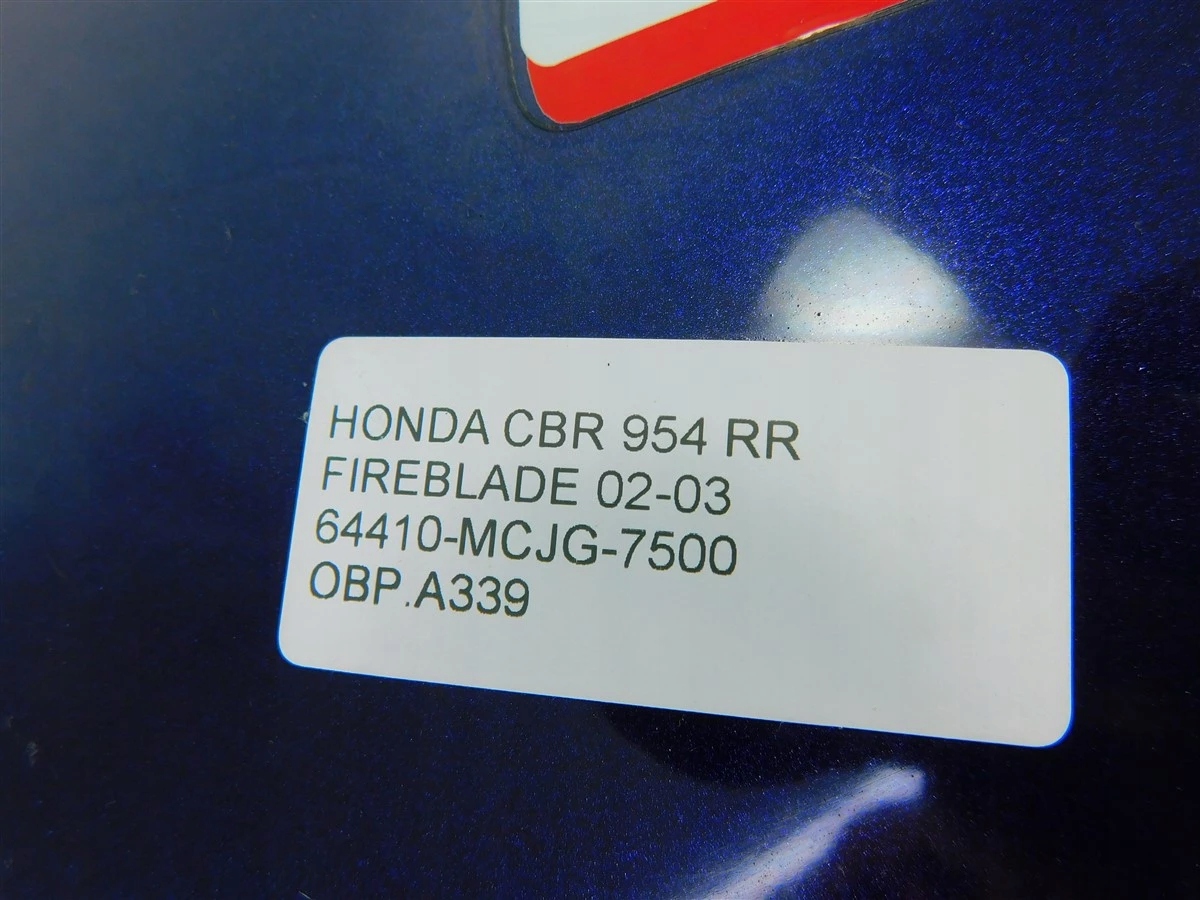 HONDA CBR 954 RR
FIREBLADE 02-03
64410-MCJG-7500
OBP.A339